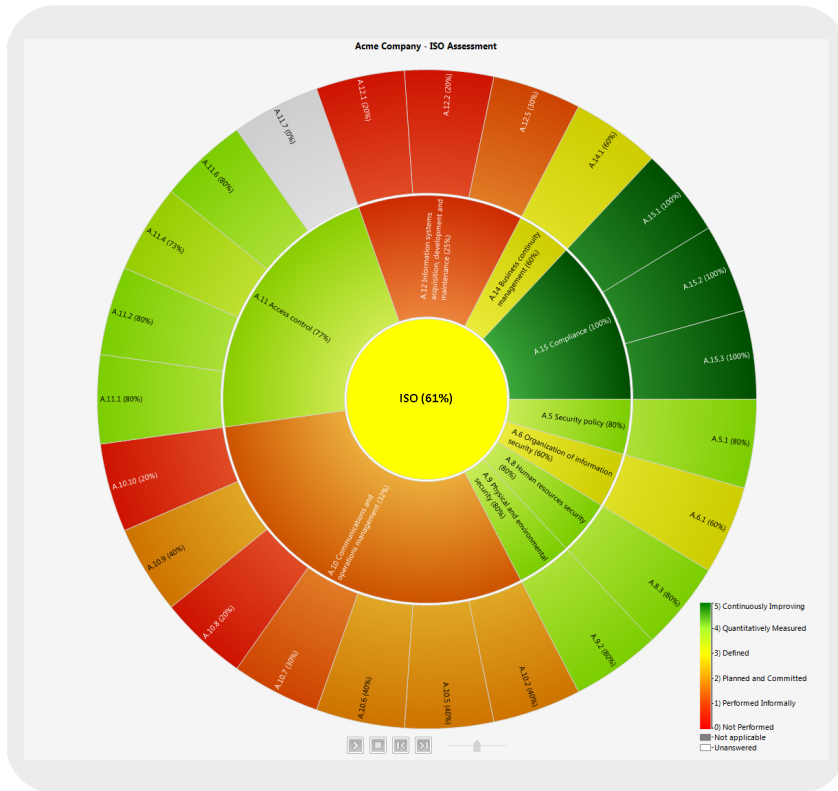 Acme Company - ISO Assessment
A.12.1 (20%)
A.12.2 (20%)
A.12.5 (30%)
A.14.1 (60%)
A.15.1 (100%)
A.15.2 (100%)
A.15.3 (100%)
A.5.1 (80%)
A.6.1 (60%)
A.8.3 (80%)
A.9.2 (80%)
A.10.2 (40%)
A.10.5 (40%)
A.10.6 (40%)
A.10.7 (30%)
A.10.8 (20%)
A.10.9 (40%)
A.10.10 (20%)
A.11.1 (80%)
A.11.2 (80%)
A.11.4 (73%)
A.11.6 (80%)
A.11.7 (0%)
A.12 Information systems
acquisition, development and
maintenance (25%)
A.14 Business continuity
management (60%)
A.15 Compliance (100%)
A.5 Security policy (80%)
A.6 Organization of information
security (60%)
A.8 Human resources security
(80%)
A.9 Physical and environmental
security (80%)
A.10 Communications and
operations management (32%)
A.11 Access control (77%)
ISO (61%)
5) Continuously Improving
4) Quantitatively Measured
3) Defined
2) Planned and Committed
1) Performed Informally
0) Not Performed
Not applicable
Unanswered